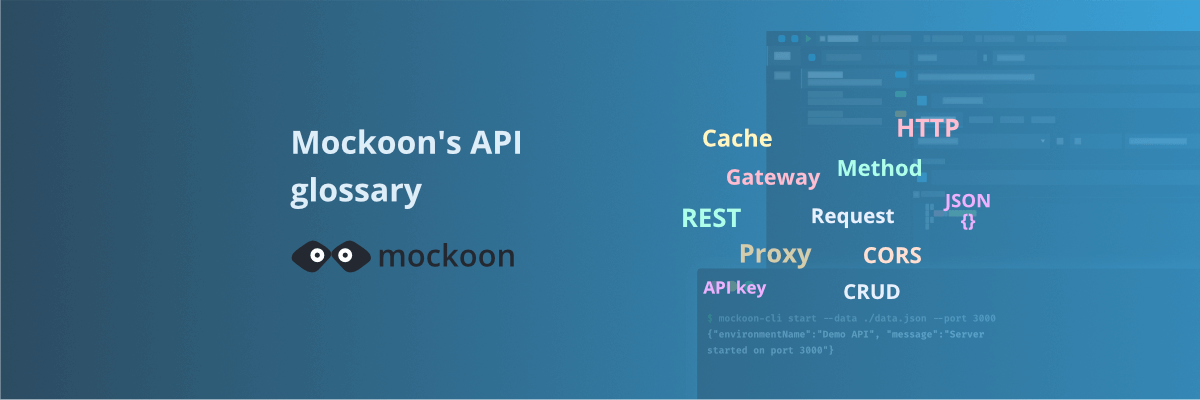 Mockoon's API
glossary
mockoon
Cache
HTTP
Gateway
Method
REST
Request
JSON
{}
Proxy
CORS
API key
CRUD
$ mockoon-cli start --data ./data.json --port 3000
{"environmentName":"Demo API", "message":"Server
started on port 3000"}